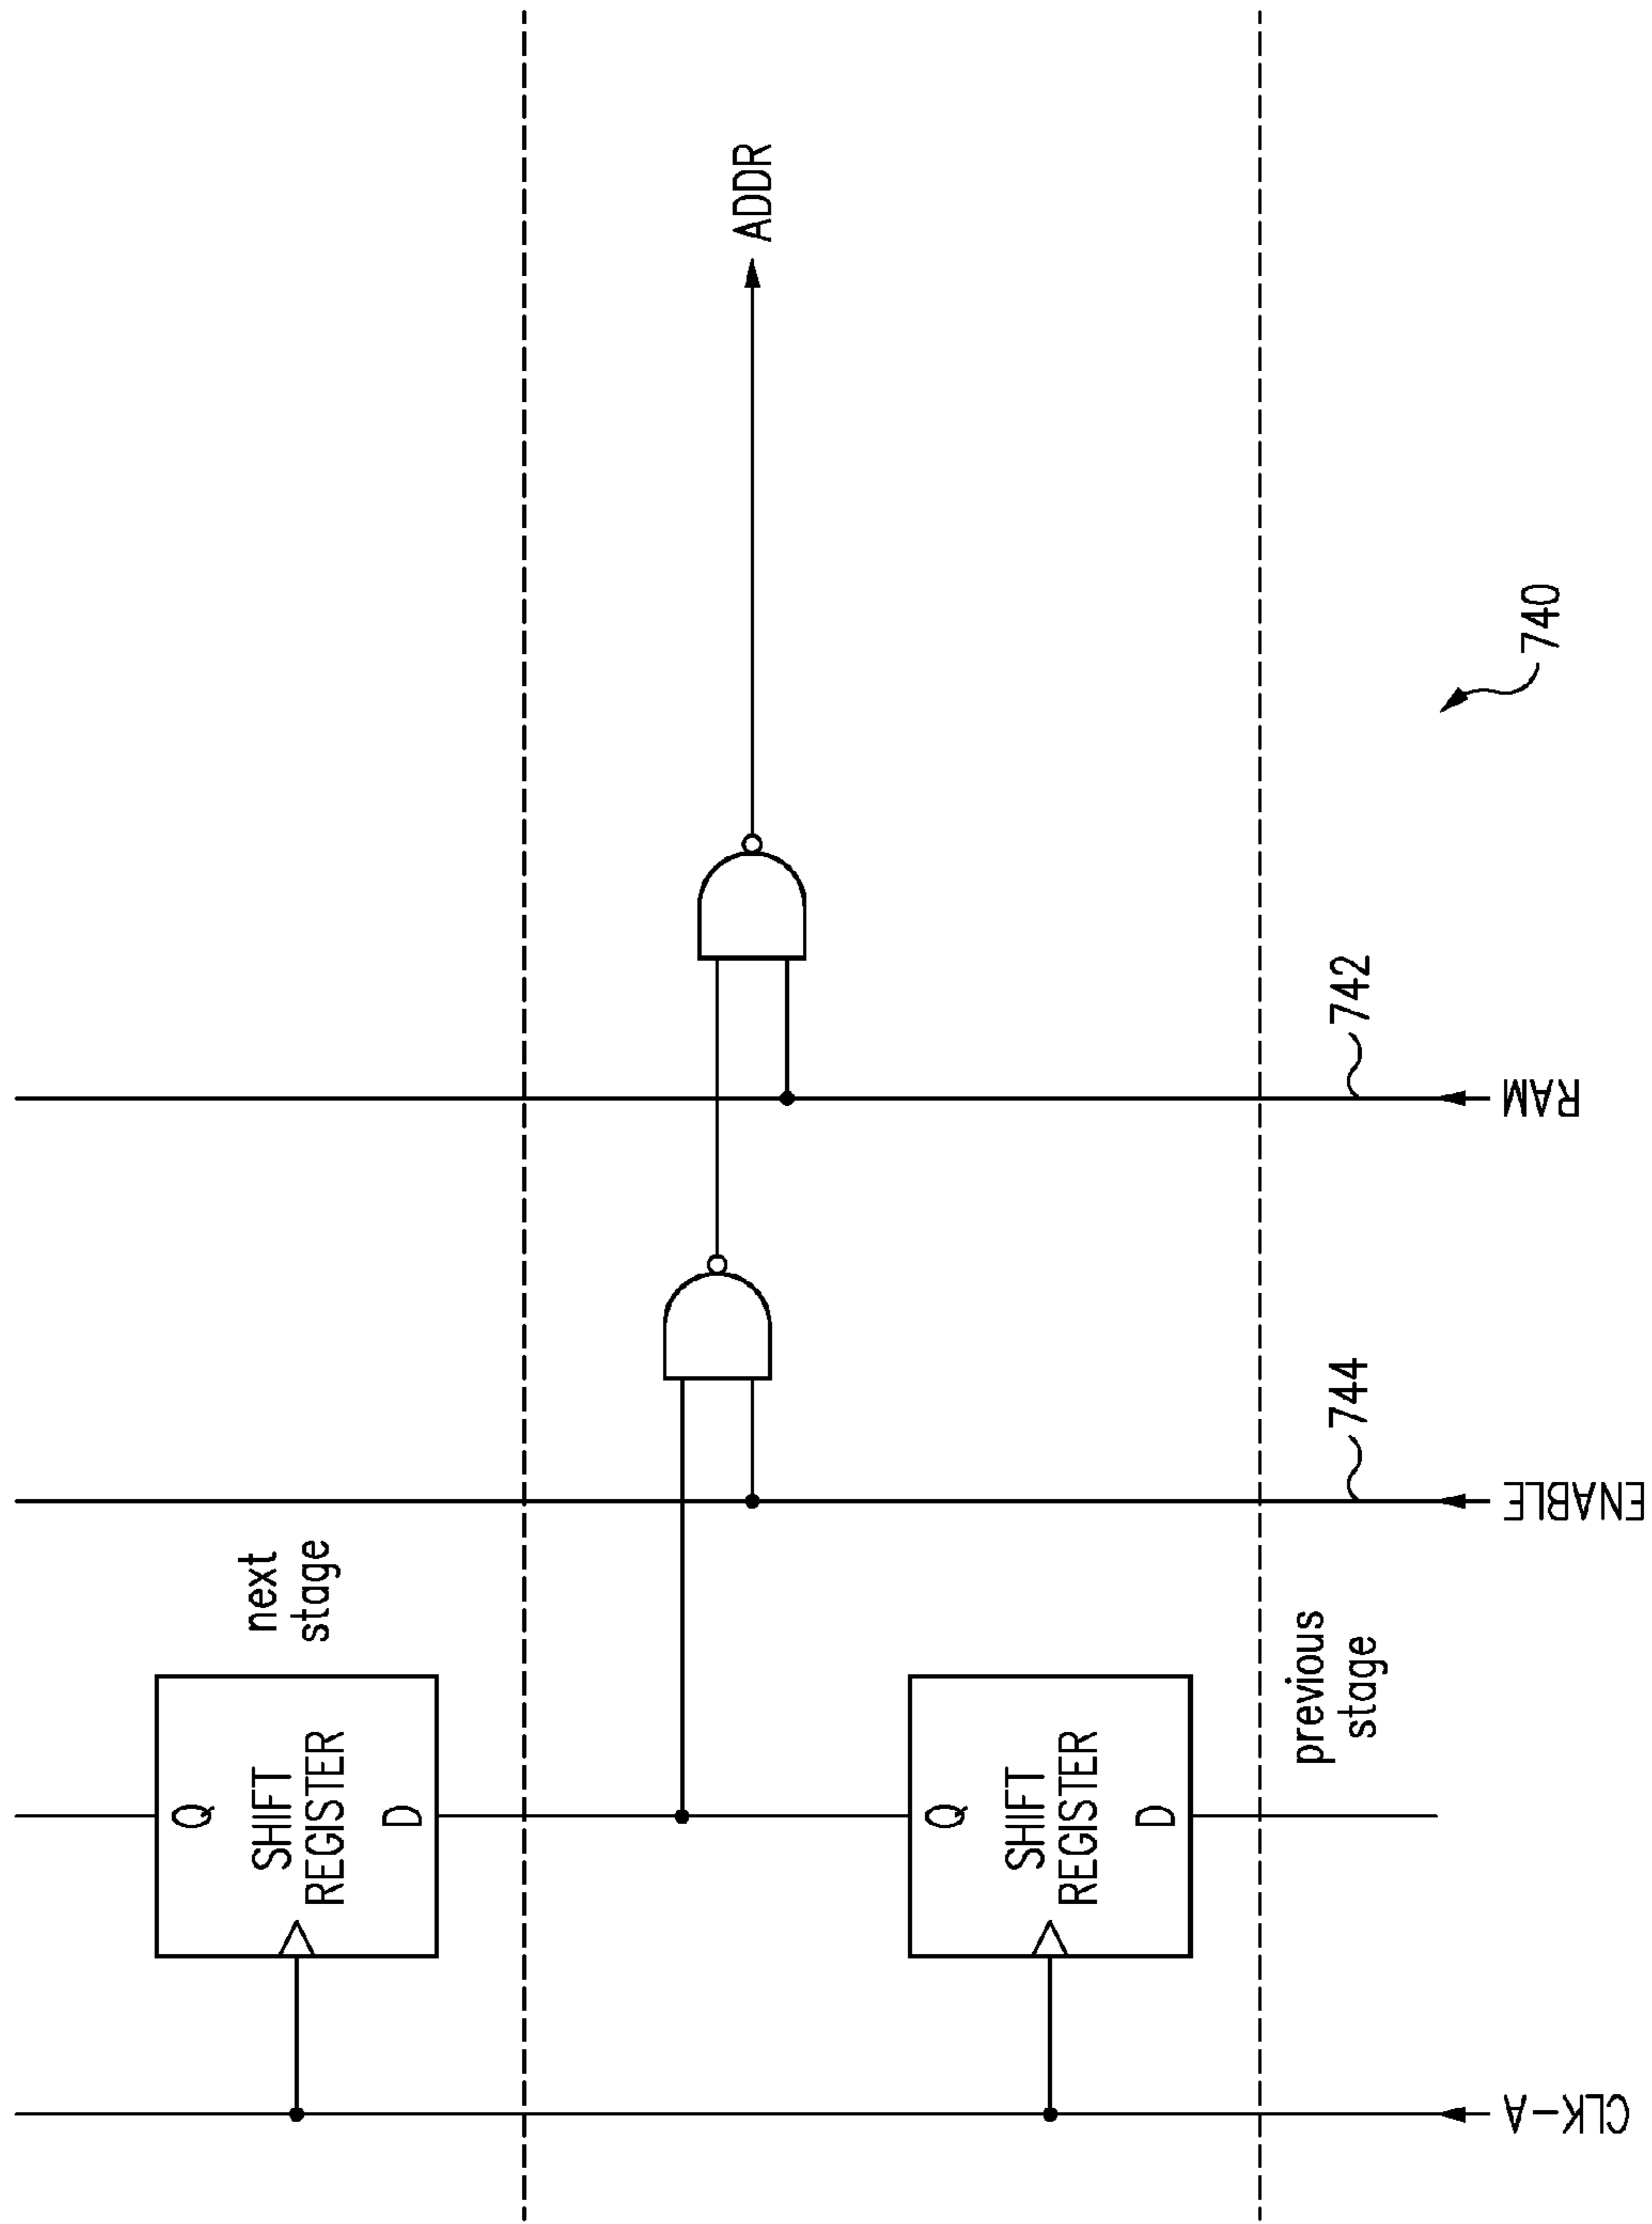 CLK-A
Q
SHIFT
REGISTER
D
next
stage
Q
SHIFT
REGISTER
D
previous
stage
ENABLE
744
RAM
742
740
ADDR